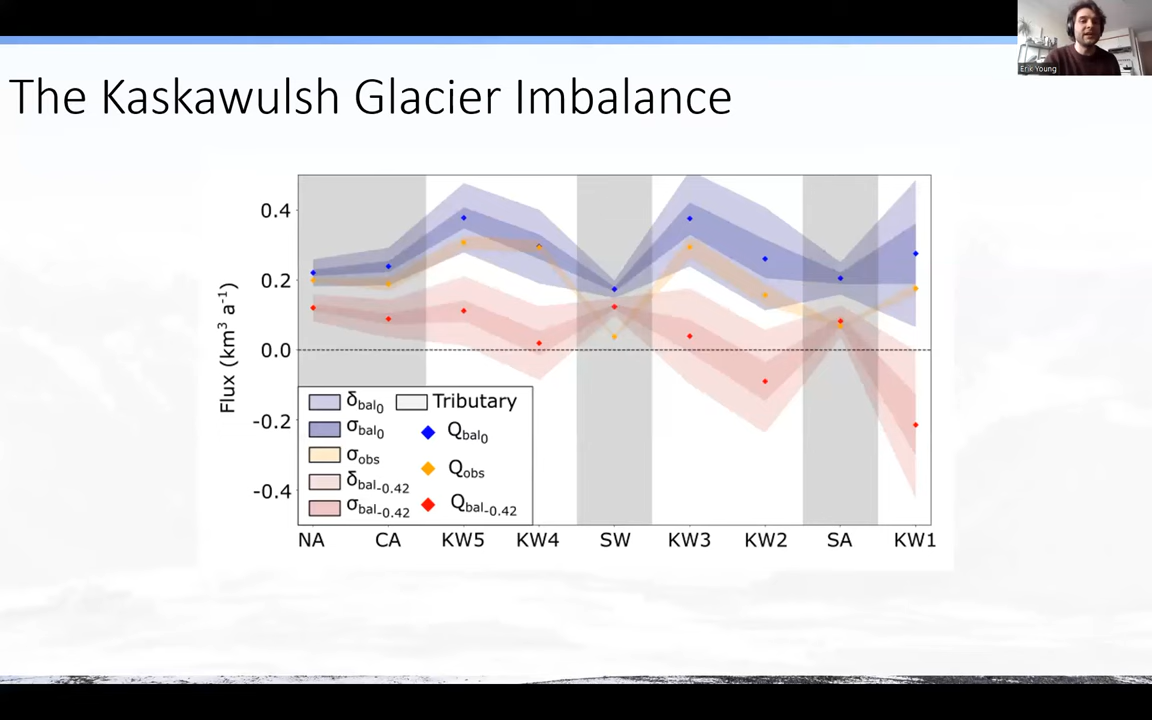 Erik Young
The Kaskawulsh Glacier Imbalance
Flux (km³ a⁻¹)
0.4
0.2
0.0
-0.2
-0.4
δbal₀
σbal₀
σobs
δbal-0.42
σbal-0.42
Tributary
Qbal₀
Qobs
Qbal-0.42
NA CA KW5 KW4 SW KW3 KW2 SA KW1